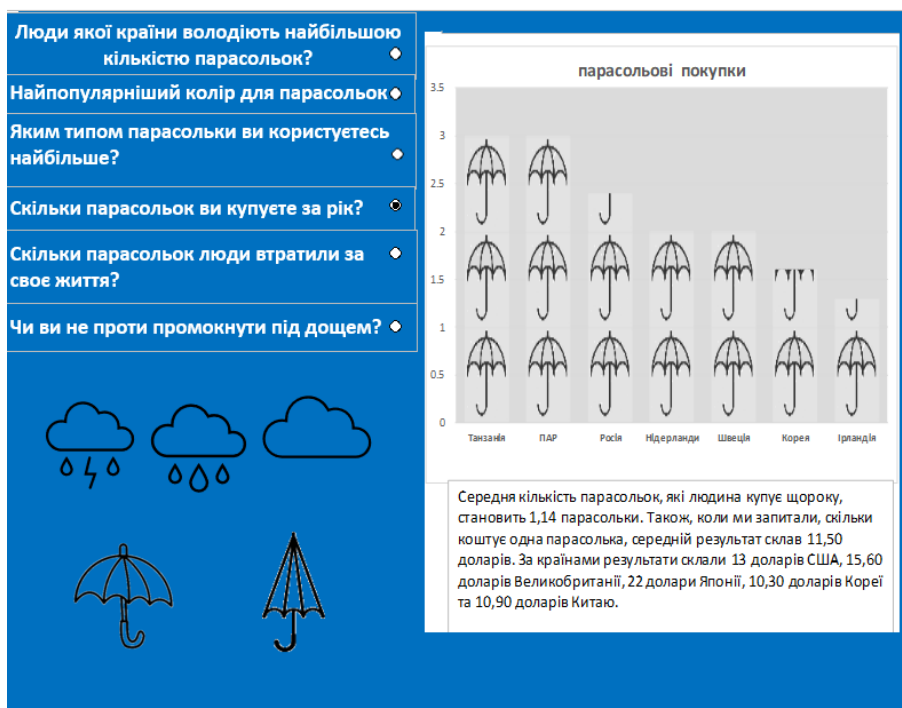 Люди якої країни володіють найбільшою
кількістю парасольок?
Найпопулярніший колір для парасольок
Яким типом парасольки ви користуєтесь
найбільше?
Скільки парасольок ви купуєте за рік?
Скільки парасольок люди втратили за
своє життя?
Чи ви не проти промокнути під дощем?
парасольові покупки
3.5
3
2.5
2
1.5
1
0.5
0
Танзанія ПАР Росія Нідерланди Швеція Корея Ірландія
Середня кількість парасольок, які людина купує щороку,
становить 1,14 парасольки. Також, коли ми запитали, скільки
коштує одна парасолька, середній результат склав 11,50
доларів. За країнами результати склали 13 доларів США, 15,60
доларів Великобританії, 22 долари Японії, 10,30 доларів Кореї
та 10,90 доларів Китаю.